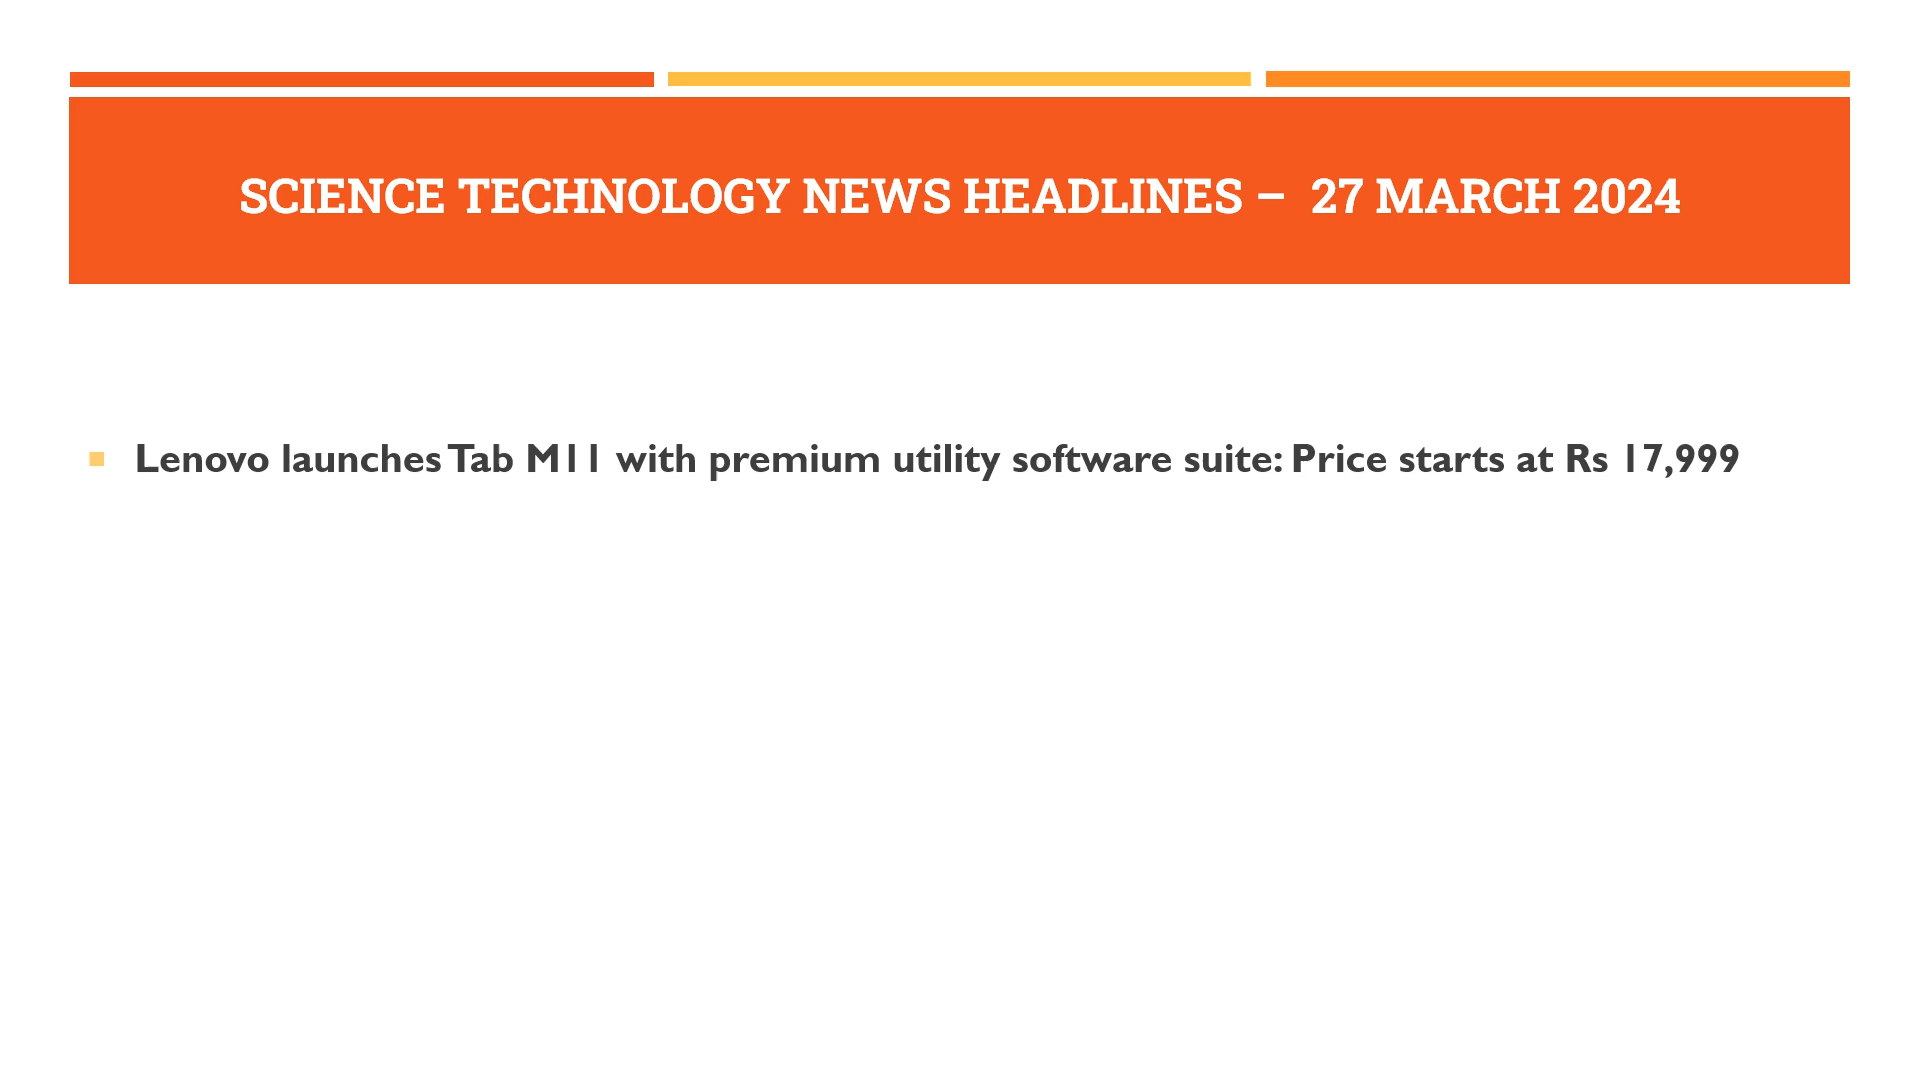 SCIENCE TECHNOLOGY NEWS HEADLINES – 27 MARCH 2024
Lenovo launches Tab M11 with premium utility software suite: Price starts at Rs 17,999